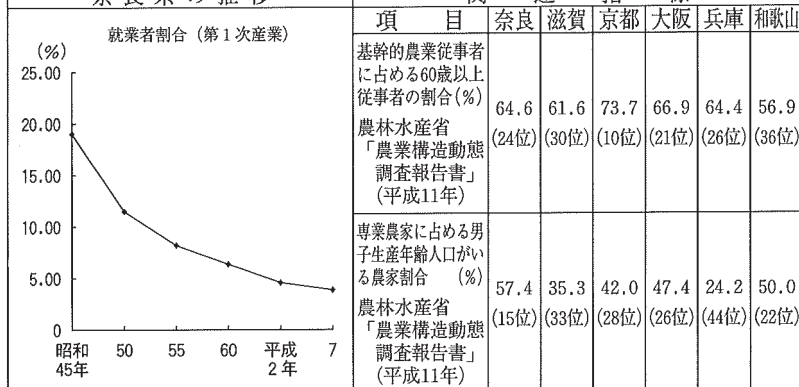 就業者割合（第１次産業）
(%)
25.00
20.00
15.00
10.00
5.00
0
昭和 50 55 60 平成 7
45年 2年
項　目 奈良 滋賀 京都 大阪 兵庫 和歌山
基幹的農業従事者
に占める60歳以上
従事者の割合(%)
64.6 61.6 73.7 66.9 64.4 56.9
農林水産省
(24位) (30位) (10位) (21位) (26位) (36位)
「農業構造動態
調査報告書」
(平成11年)
専業農家に占める男
子生産年齢人口がい
る農家割合 (%)
57.4 35.3 42.0 47.4 24.2 50.0
農林水産省
(15位) (33位) (28位) (26位) (44位) (22位)
「農業構造動態
調査報告書」
(平成11年)